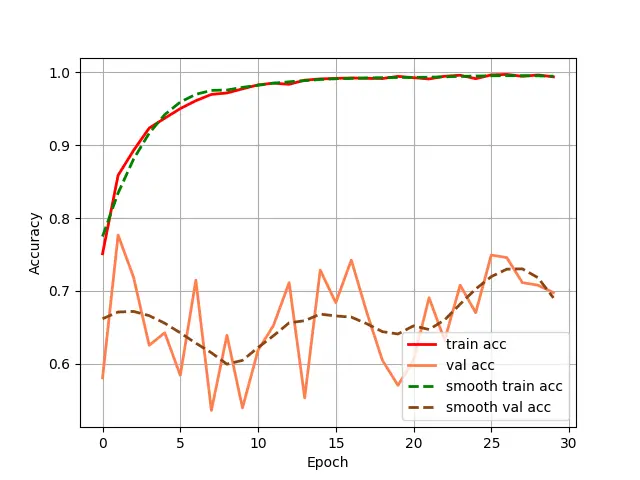 1.0
0.9
0.8
0.7
0.6
Accuracy
train acc
val acc
smooth train acc
smooth val acc
0 5 10 15 20 25 30
Epoch